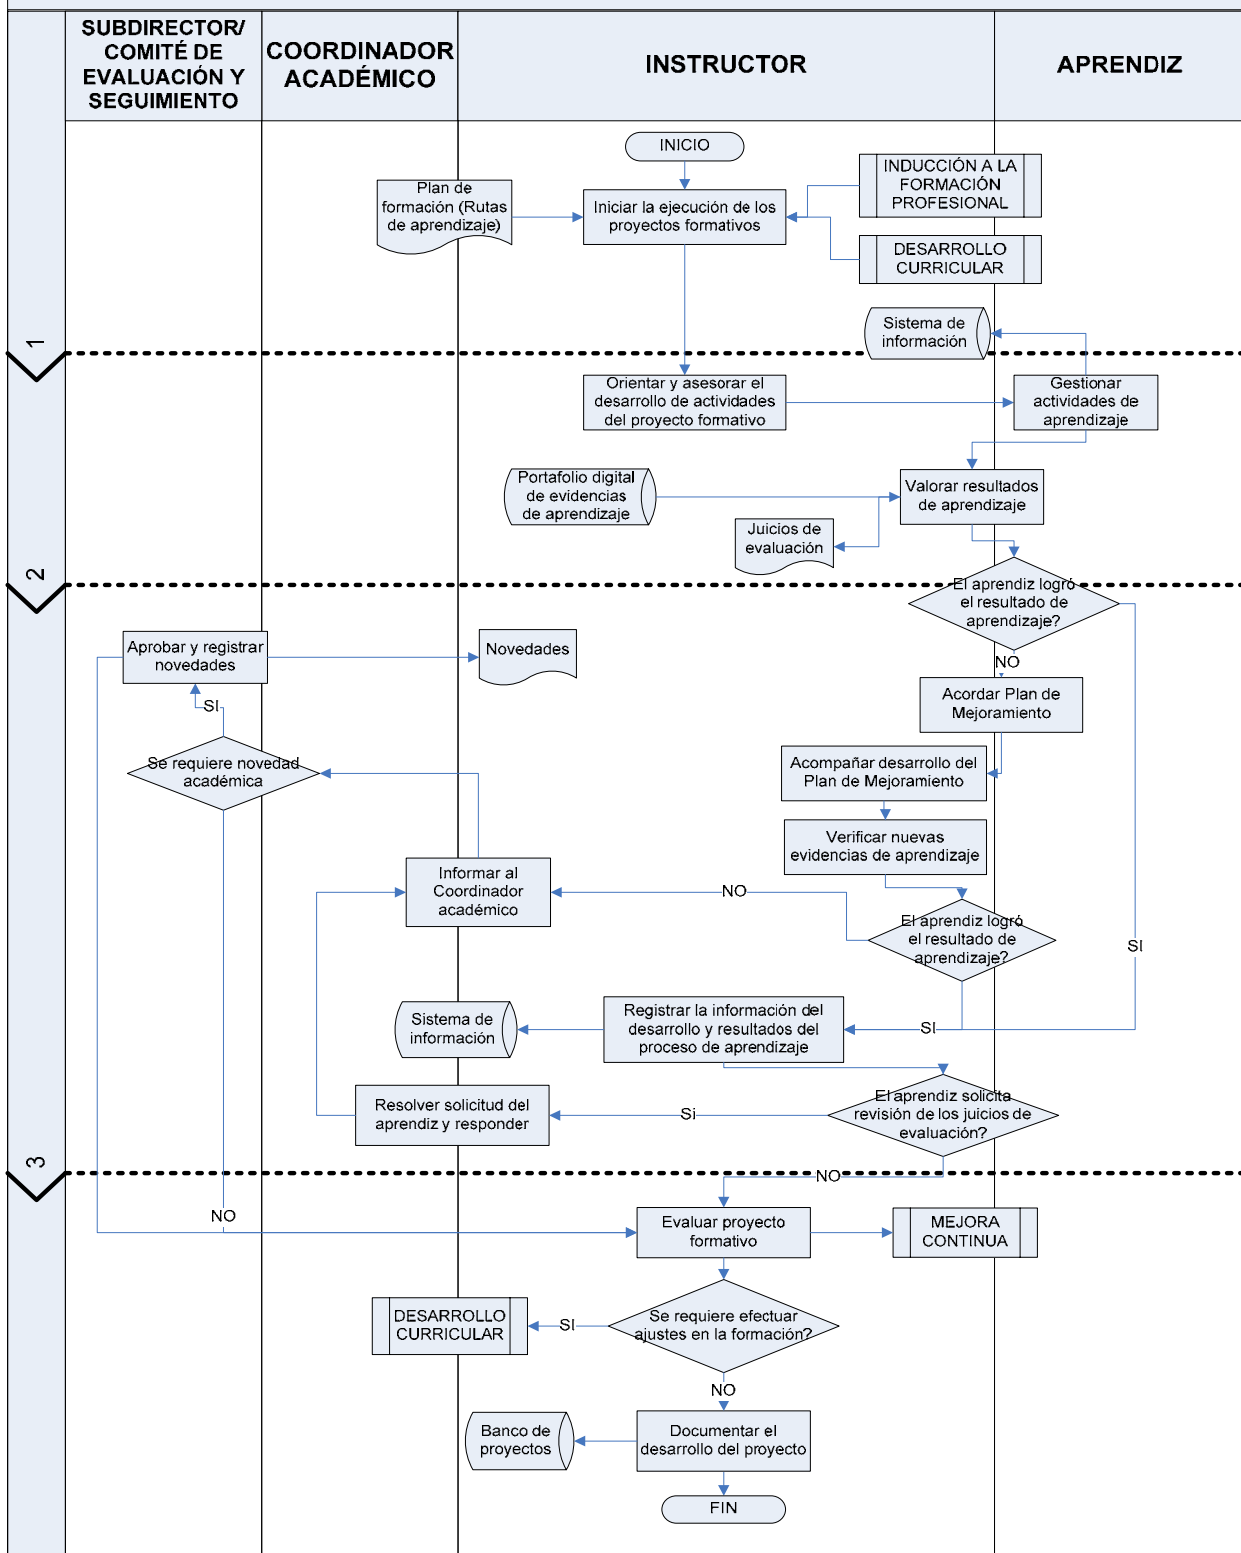 SUBDIRECTOR/
COMITÉ DE
EVALUACIÓN Y
SEGUIMIENTO
COORDINADOR
ACADÉMICO
INSTRUCTOR
APRENDIZ
INICIO
Plan de
formación (Rutas
de aprendizaje)
Iniciar la ejecución de los
proyectos formativos
INDUCCIÓN A LA
FORMACIÓN
PROFESIONAL
DESARROLLO
CURRICULAR
Sistema de
información
1
Orientar y asesorar el
desarrollo de actividades
del proyecto formativo
Gestionar
actividades de
aprendizaje
Portafolio digital
de evidencias
de aprendizaje
Valorar resultados
de aprendizaje
Juicios de
evaluación
2
El aprendiz logró
el resultado de
aprendizaje?
Aprobar y registrar
novedades
Novedades
NO
SI
Acordar Plan de
Mejoramiento
Se requiere novedad
académica
Acompañar desarrollo del
Plan de Mejoramiento
Verificar nuevas
evidencias de aprendizaje
Informar al
Coordinador
académico
NO
El aprendiz logró
el resultado de
aprendizaje?
SI
Sistema de
información
Registrar la información del
desarrollo y resultados del
proceso de aprendizaje
SI
Resolver solicitud del
aprendiz y responder
Si
El aprendiz solicita
revisión de los juicios de
evaluación?
3
NO
NO
Evaluar proyecto
formativo
MEJORA
CONTINUA
DESARROLLO
CURRICULAR
SI
Se requiere efectuar
ajustes en la formación?
NO
Banco de
proyectos
Documentar el
desarrollo del proyecto
FIN